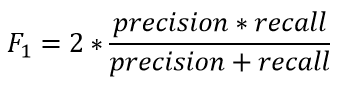 F₁ = 2 * (precision * recall) / (precision + recall)